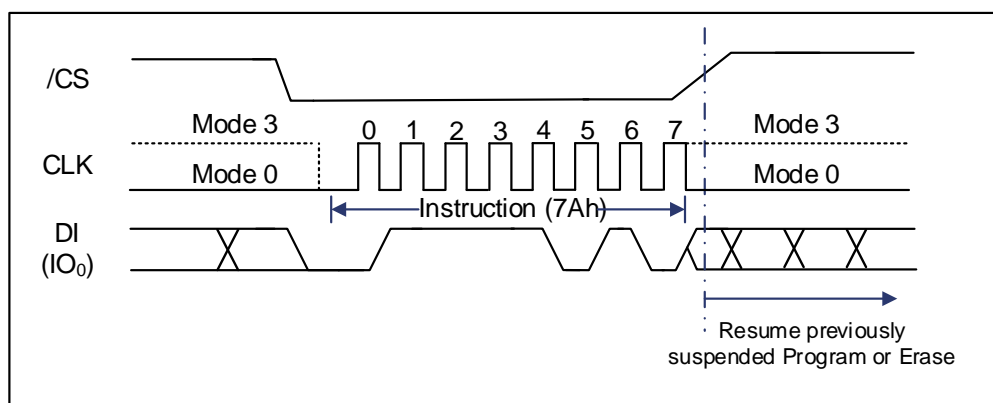 /CS
Mode 3
0 1 2 3 4 5 6 7
Mode 3
CLK
Mode 0
Mode 0
Instruction (7Ah)
DI
(IO₀)
Resume previously
suspended Program or Erase